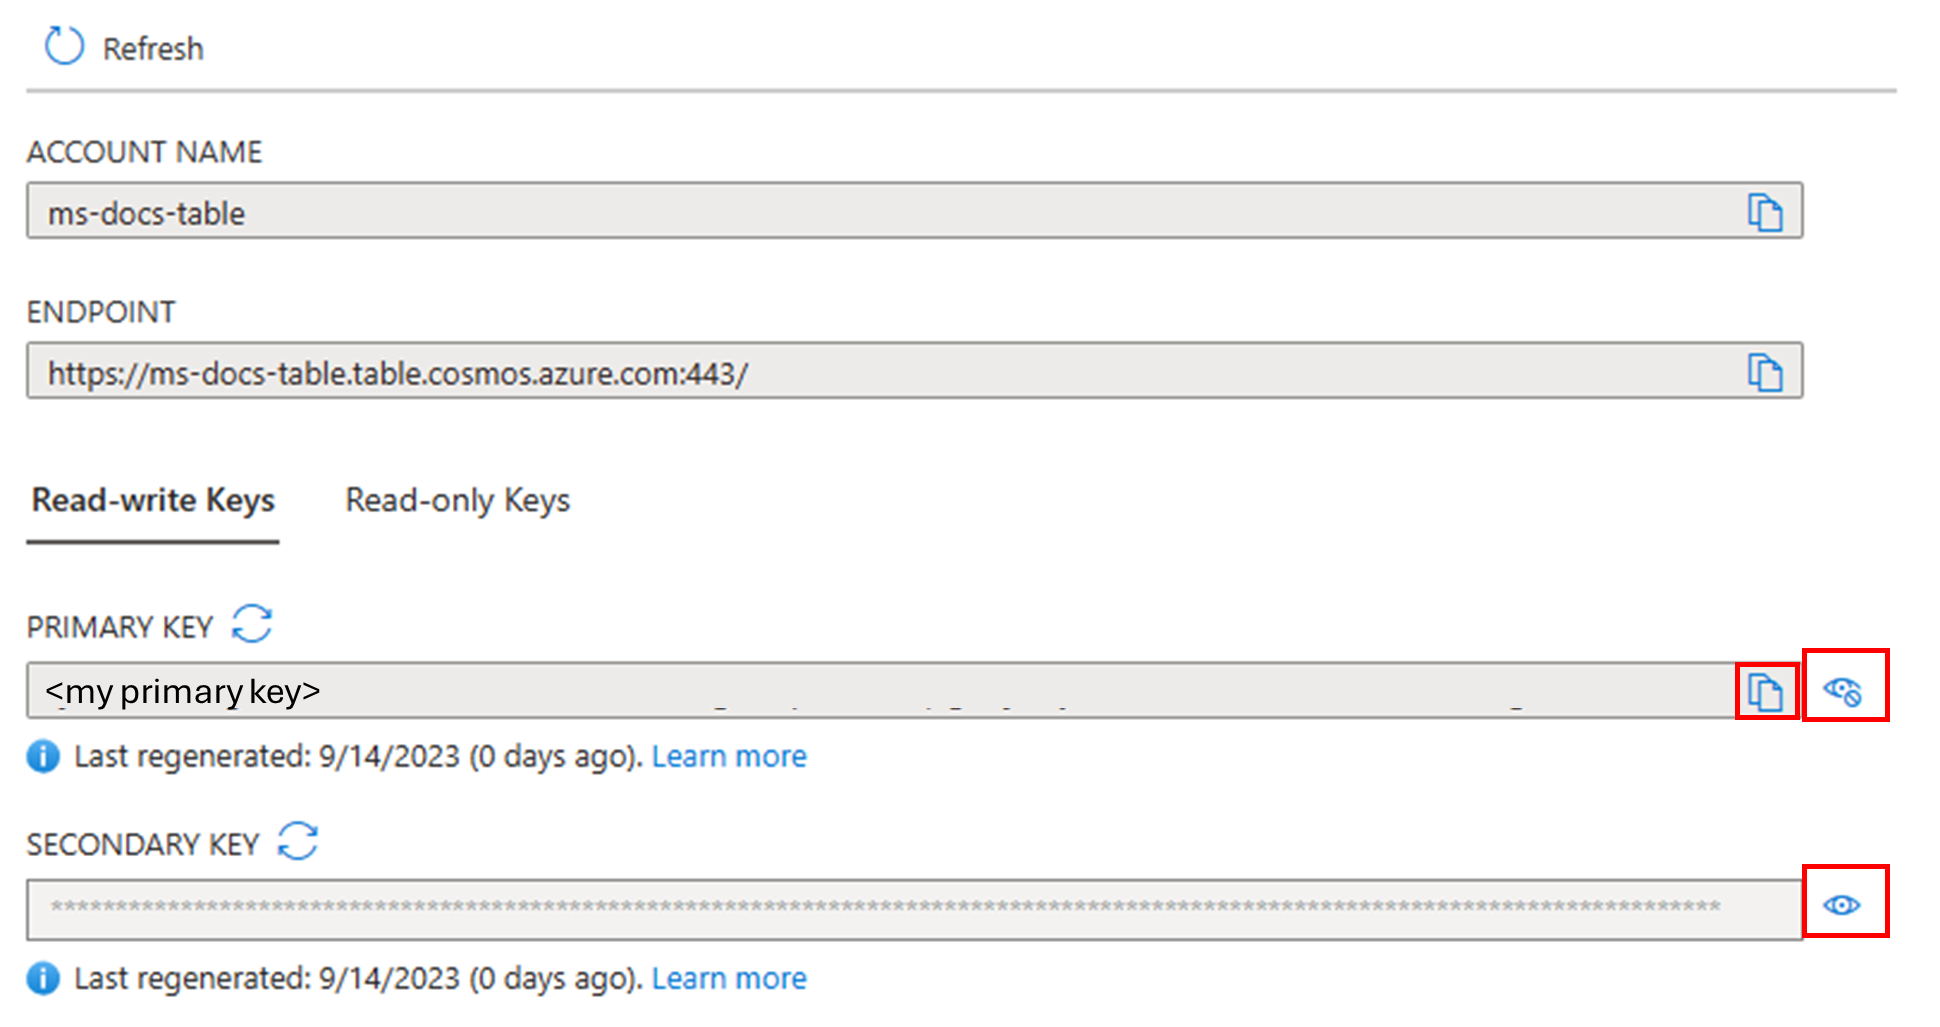 Refresh
ACCOUNT NAME
ms-docs-table
ENDPOINT
https://ms-docs-table.table.cosmos.azure.com:443/
Read-write Keys Read-only Keys
PRIMARY KEY
<my primary key>
Last regenerated: 9/14/2023 (0 days ago). Learn more
SECONDARY KEY
********************************************************************************************************************************
Last regenerated: 9/14/2023 (0 days ago). Learn more